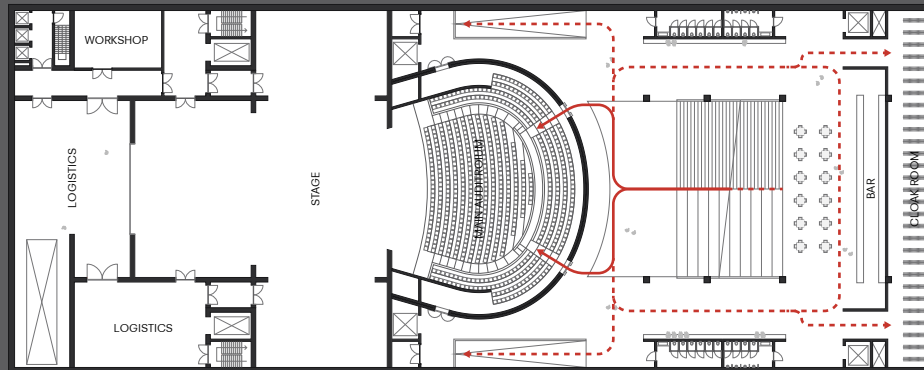 WORKSHOP
LOGISTICS
STAGE
MAIN AUDITORIUM
BAR
CLOAK ROOM
LOGISTICS